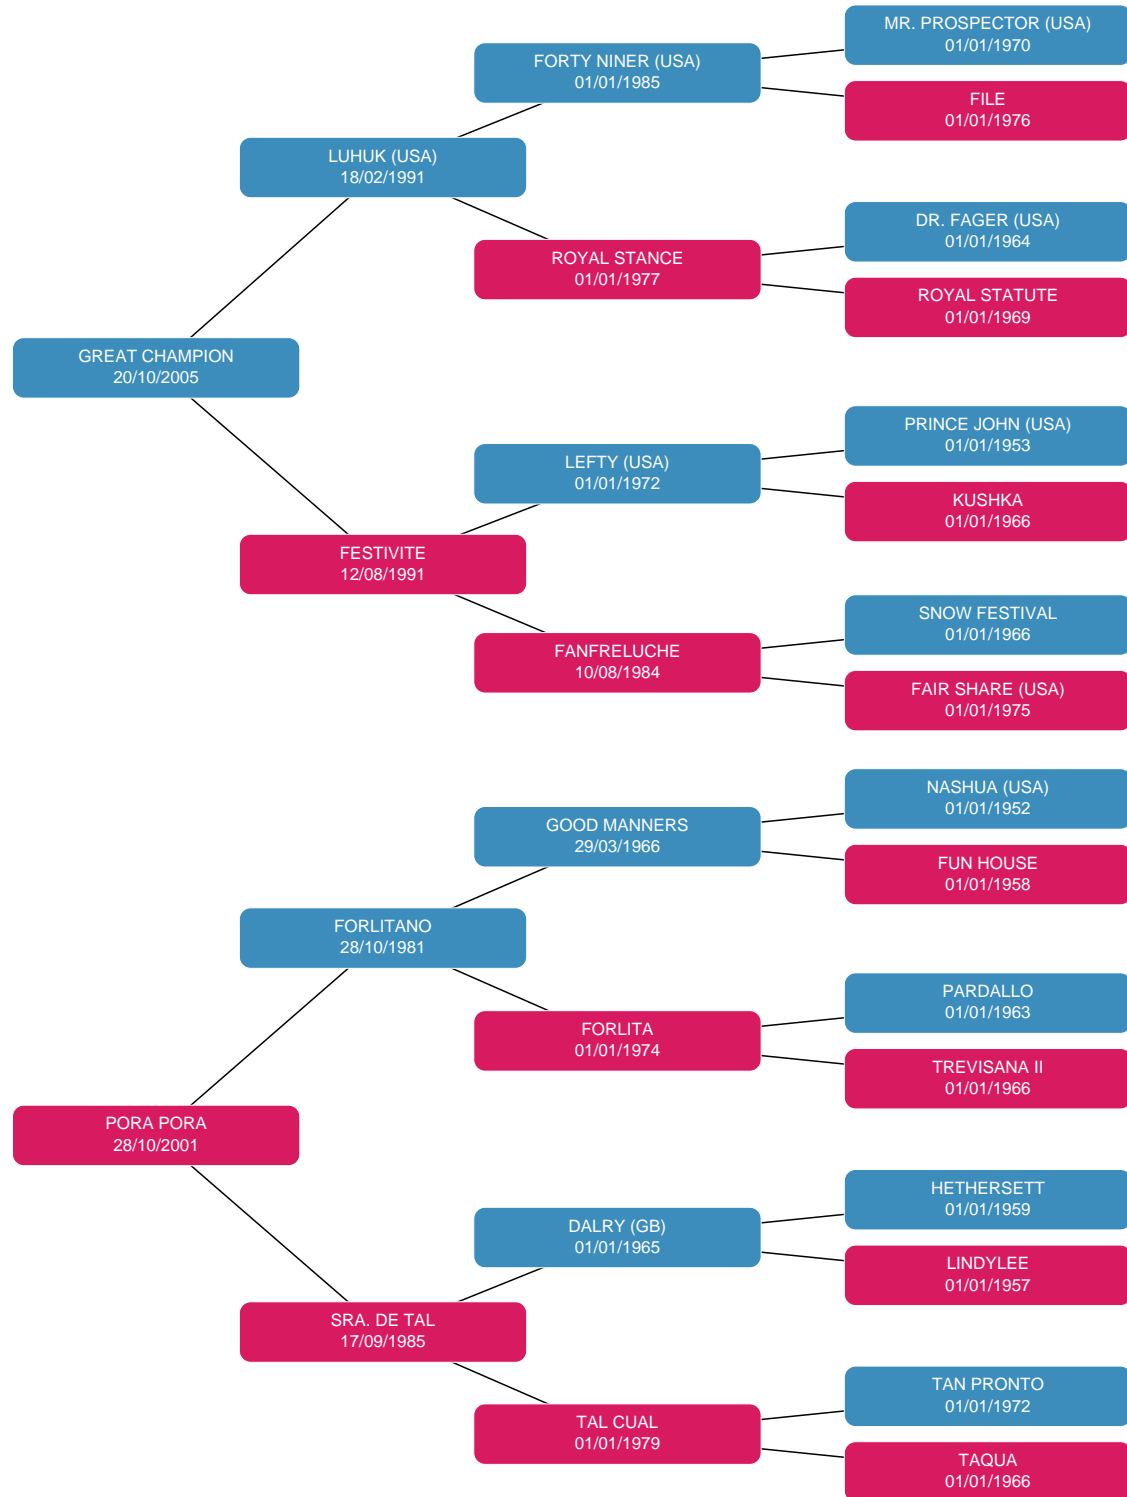 MR. PROSPECTOR (USA)
01/01/1970
FORTY NINER (USA)
01/01/1985
FILE
01/01/1976
LUHUK (USA)
18/02/1991
DR. FAGER (USA)
01/01/1964
ROYAL STANCE
01/01/1977
ROYAL STATUTE
01/01/1969
GREAT CHAMPION
20/10/2005
PRINCE JOHN (USA)
01/01/1953
LEFTY (USA)
01/01/1972
KUSHKA
01/01/1966
FESTIVITE
12/08/1991
SNOW FESTIVAL
01/01/1966
FANFRELUCHE
10/08/1984
FAIR SHARE (USA)
01/01/1975
NASHUA (USA)
01/01/1952
GOOD MANNERS
29/03/1966
FUN HOUSE
01/01/1958
FORLITANO
28/10/1981
PARDALLO
01/01/1963
FORLITA
01/01/1974
TREVISANA II
01/01/1966
PORA PORA
28/10/2001
HETHERSETT
01/01/1959
DALRY (GB)
01/01/1965
LINDYLEE
01/01/1957
SRA. DE TAL
17/09/1985
TAN PRONTO
01/01/1972
TAL CUAL
01/01/1979
TAQUA
01/01/1966